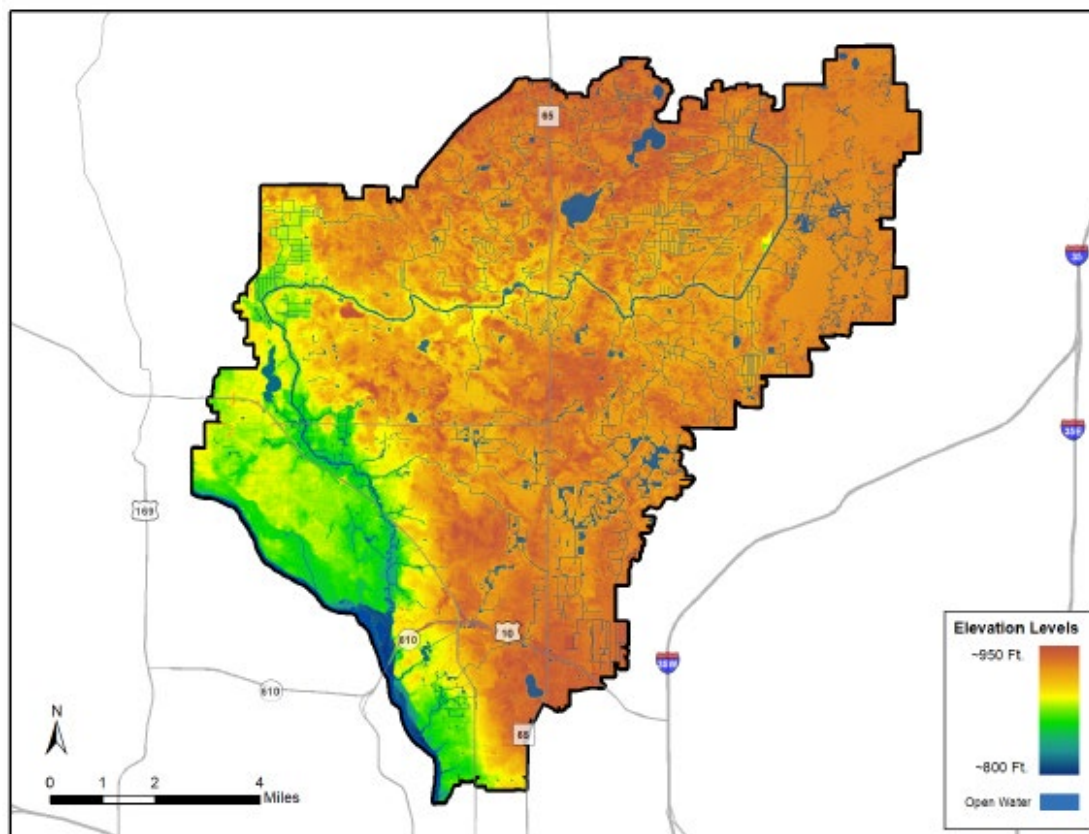 65
35
169
35E
10
610
35W
610
65
N
0 1 2 4
Miles
Elevation Levels
~950 Ft.
~800 Ft.
Open Water